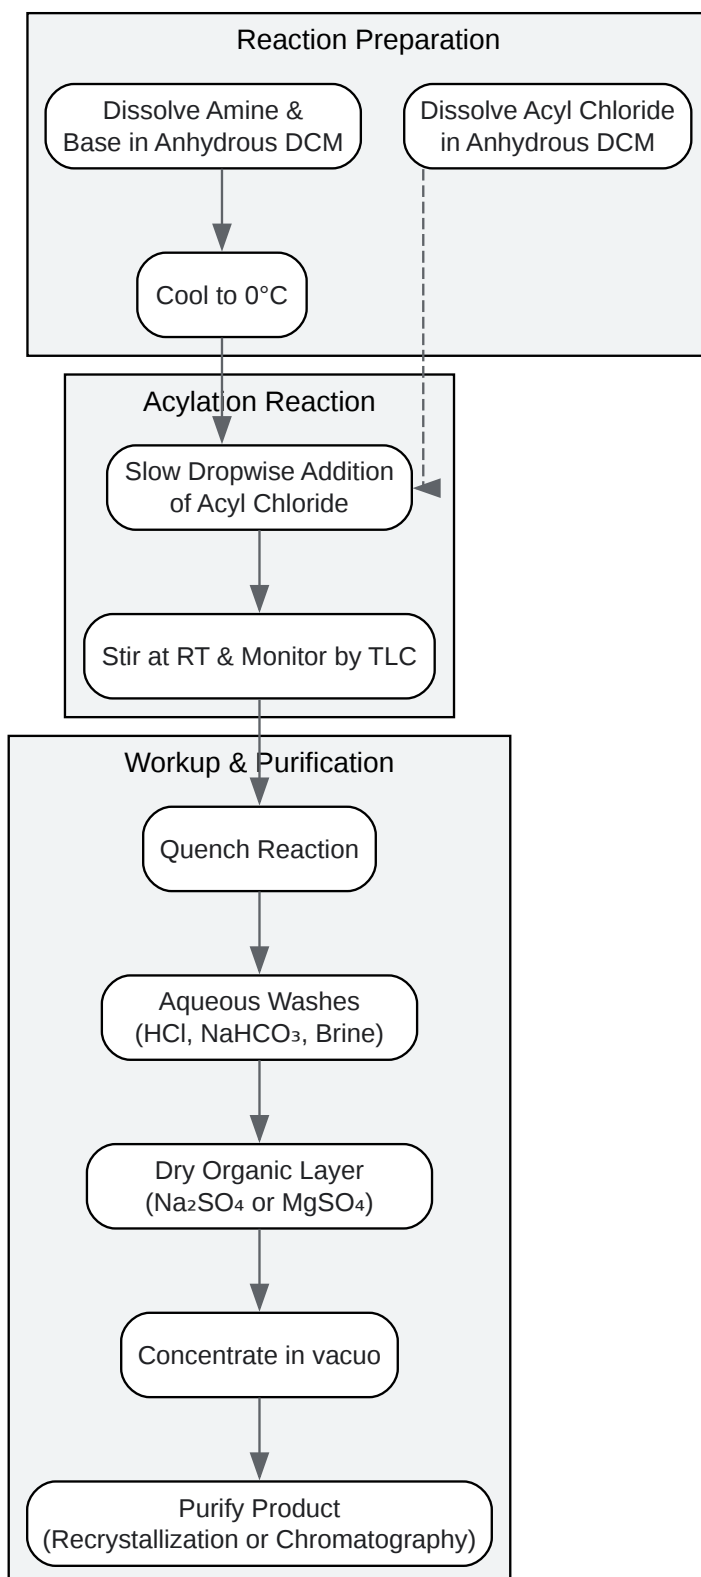 Reaction Preparation
Dissolve Amine &
Base in Anhydrous DCM
Dissolve Acyl Chloride
in Anhydrous DCM
Cool to 0°C
Acylation Reaction
Slow Dropwise Addition
of Acyl Chloride
Stir at RT & Monitor by TLC
Workup & Purification
Quench Reaction
Aqueous Washes
(HCl, NaHCO₃, Brine)
Dry Organic Layer
(Na₂SO₄ or MgSO₄)
Concentrate in vacuo
Purify Product
(Recrystallization or Chromatography)